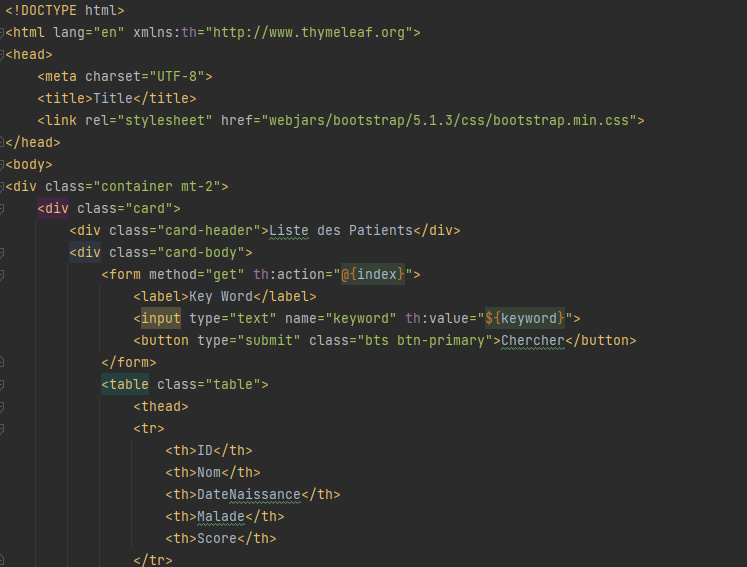 <!DOCTYPE html>
<html lang="en" xmlns:th="http://www.thymeleaf.org">
<head>
    <meta charset="UTF-8">
    <title>Title</title>
    <link rel="stylesheet" href="webjars/bootstrap/5.1.3/css/bootstrap.min.css">
</head>
<body>
<div class="container mt-2">
    <div class="card">
        <div class="card-header">Liste des Patients</div>
        <div class="card-body">
            <form method="get" th:action="@{index}">
                <label>Key Word</label>
                <input type="text" name="keyword" th:value="${keyword}">
                <button type="submit" class="bts btn-primary">Chercher</button>
            </form>
            <table class="table">
                <thead>
                <tr>
                    <th>ID</th>
                    <th>Nom</th>
                    <th>DateNaissance</th>
                    <th>Malade</th>
                    <th>Score</th>
                </tr>